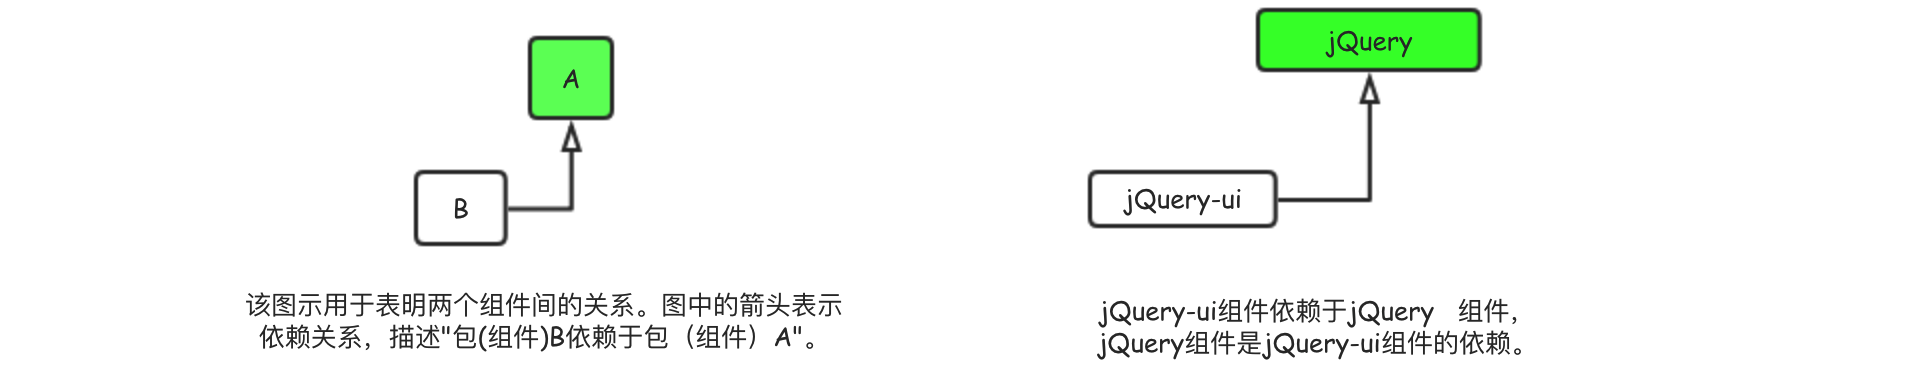 A
B
该图示用于表明两个组件间的关系。图中的箭头表示
依赖关系，描述"包(组件)B依赖于包（组件）A"。
jQuery
jQuery-ui
jQuery-ui组件依赖于jQuery 组件，
jQuery组件是jQuery-ui组件的依赖。